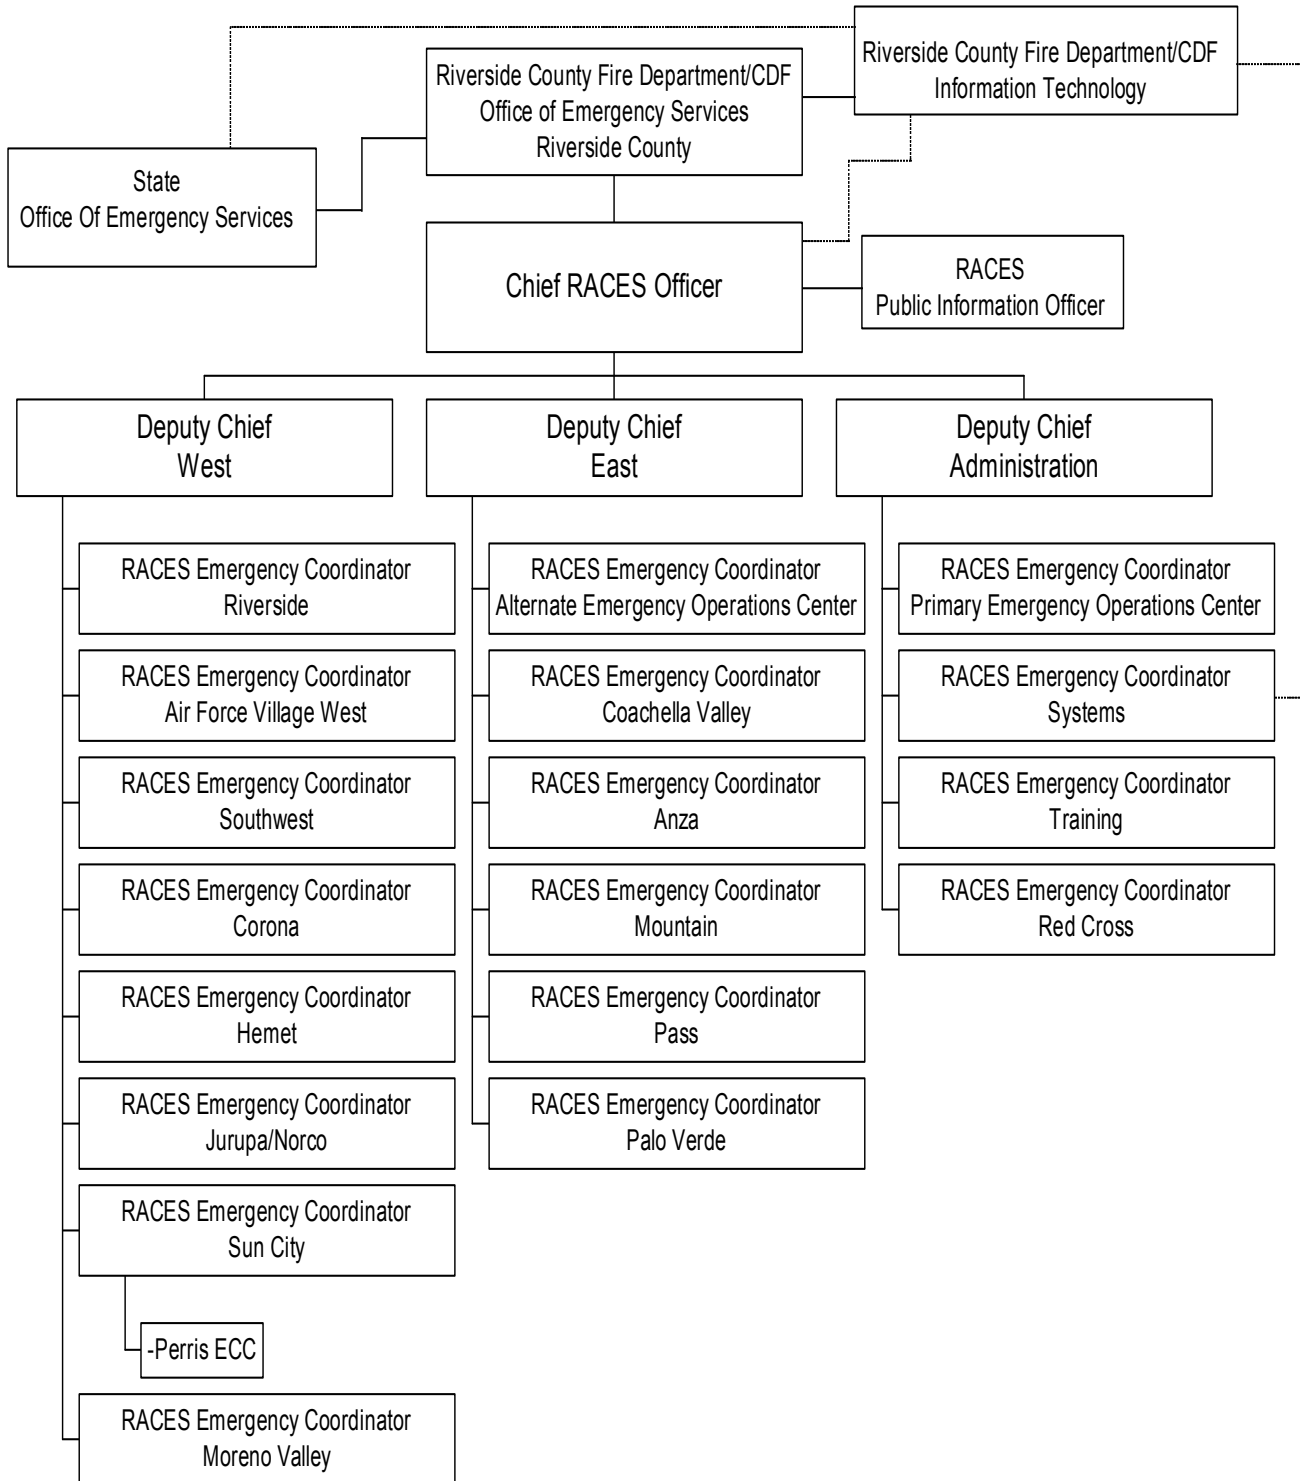 Riverside County Fire Department/CDF
Information Technology
Riverside County Fire Department/CDF
Office of Emergency Services
Riverside County
State
Office Of Emergency Services
Chief RACES Officer
RACES
Public Information Officer
Deputy Chief
West
Deputy Chief
East
Deputy Chief
Administration
RACES Emergency Coordinator
Riverside
RACES Emergency Coordinator
Air Force Village West
RACES Emergency Coordinator
Southwest
RACES Emergency Coordinator
Corona
RACES Emergency Coordinator
Hemet
RACES Emergency Coordinator
Jurupa/Norco
RACES Emergency Coordinator
Sun City
-Perris ECC
RACES Emergency Coordinator
Moreno Valley
RACES Emergency Coordinator
Alternate Emergency Operations Center
RACES Emergency Coordinator
Coachella Valley
RACES Emergency Coordinator
Anza
RACES Emergency Coordinator
Mountain
RACES Emergency Coordinator
Pass
RACES Emergency Coordinator
Palo Verde
RACES Emergency Coordinator
Primary Emergency Operations Center
RACES Emergency Coordinator
Systems
RACES Emergency Coordinator
Training
RACES Emergency Coordinator
Red Cross